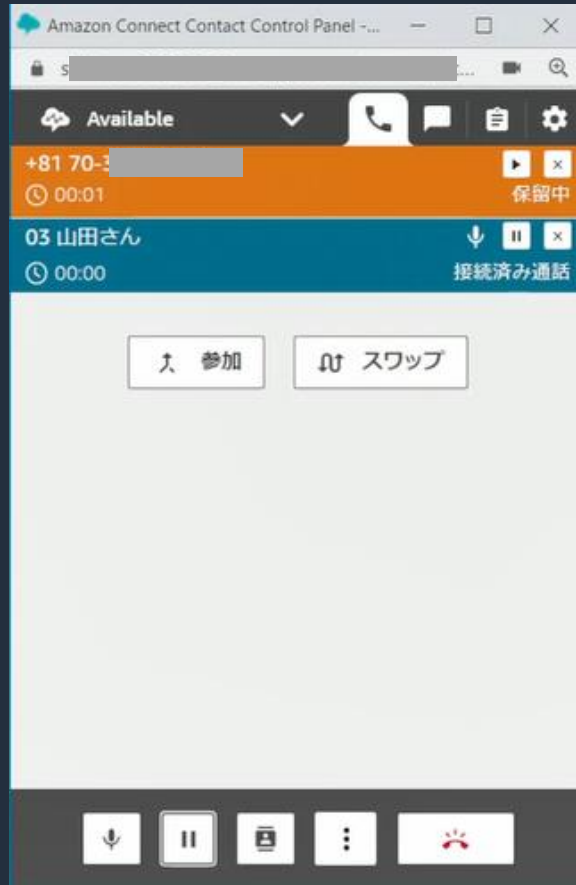 Amazon Connect Contact Control Panel -...
s
...
Available
+81 70-
00:01
保留中
03 山田さん
00:00
接続済み通話
参加
スワップ